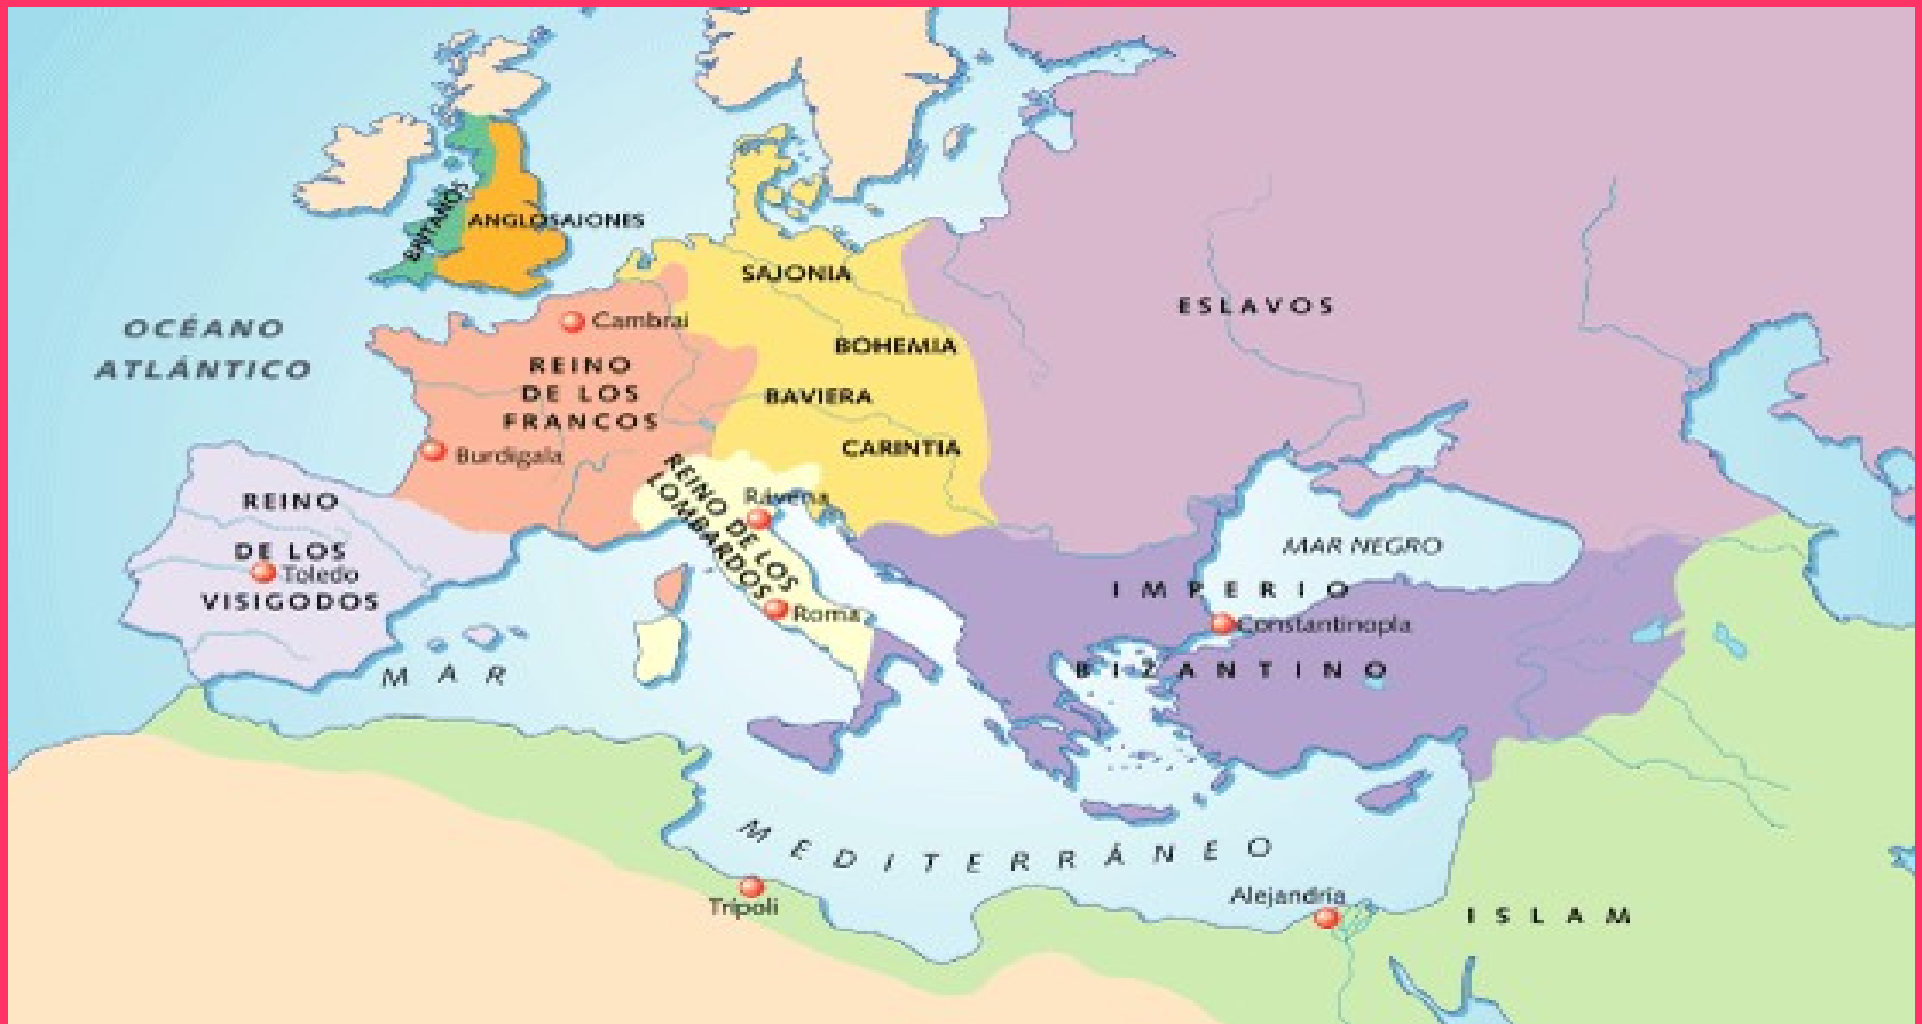 BRITANOS
ANGLOSAJONES
SAJONIA
ESLAVOS
OCÉANO
ATLÁNTICO
Cambrai
BOHEMIA
REINO
DE LOS
FRANCOS
BAVIERA
CARINTIA
Burdigala
REINO
DE LOS
Toledo
VISIGODOS
REINO DE LOS
LOMBARDOS
Rávena
Roma
MAR NEGRO
IMPERIO
Constantinopla
BIZANTINO
MAR
MEDITERRÁNEO
Trípoli
Alejandría
ISLAM